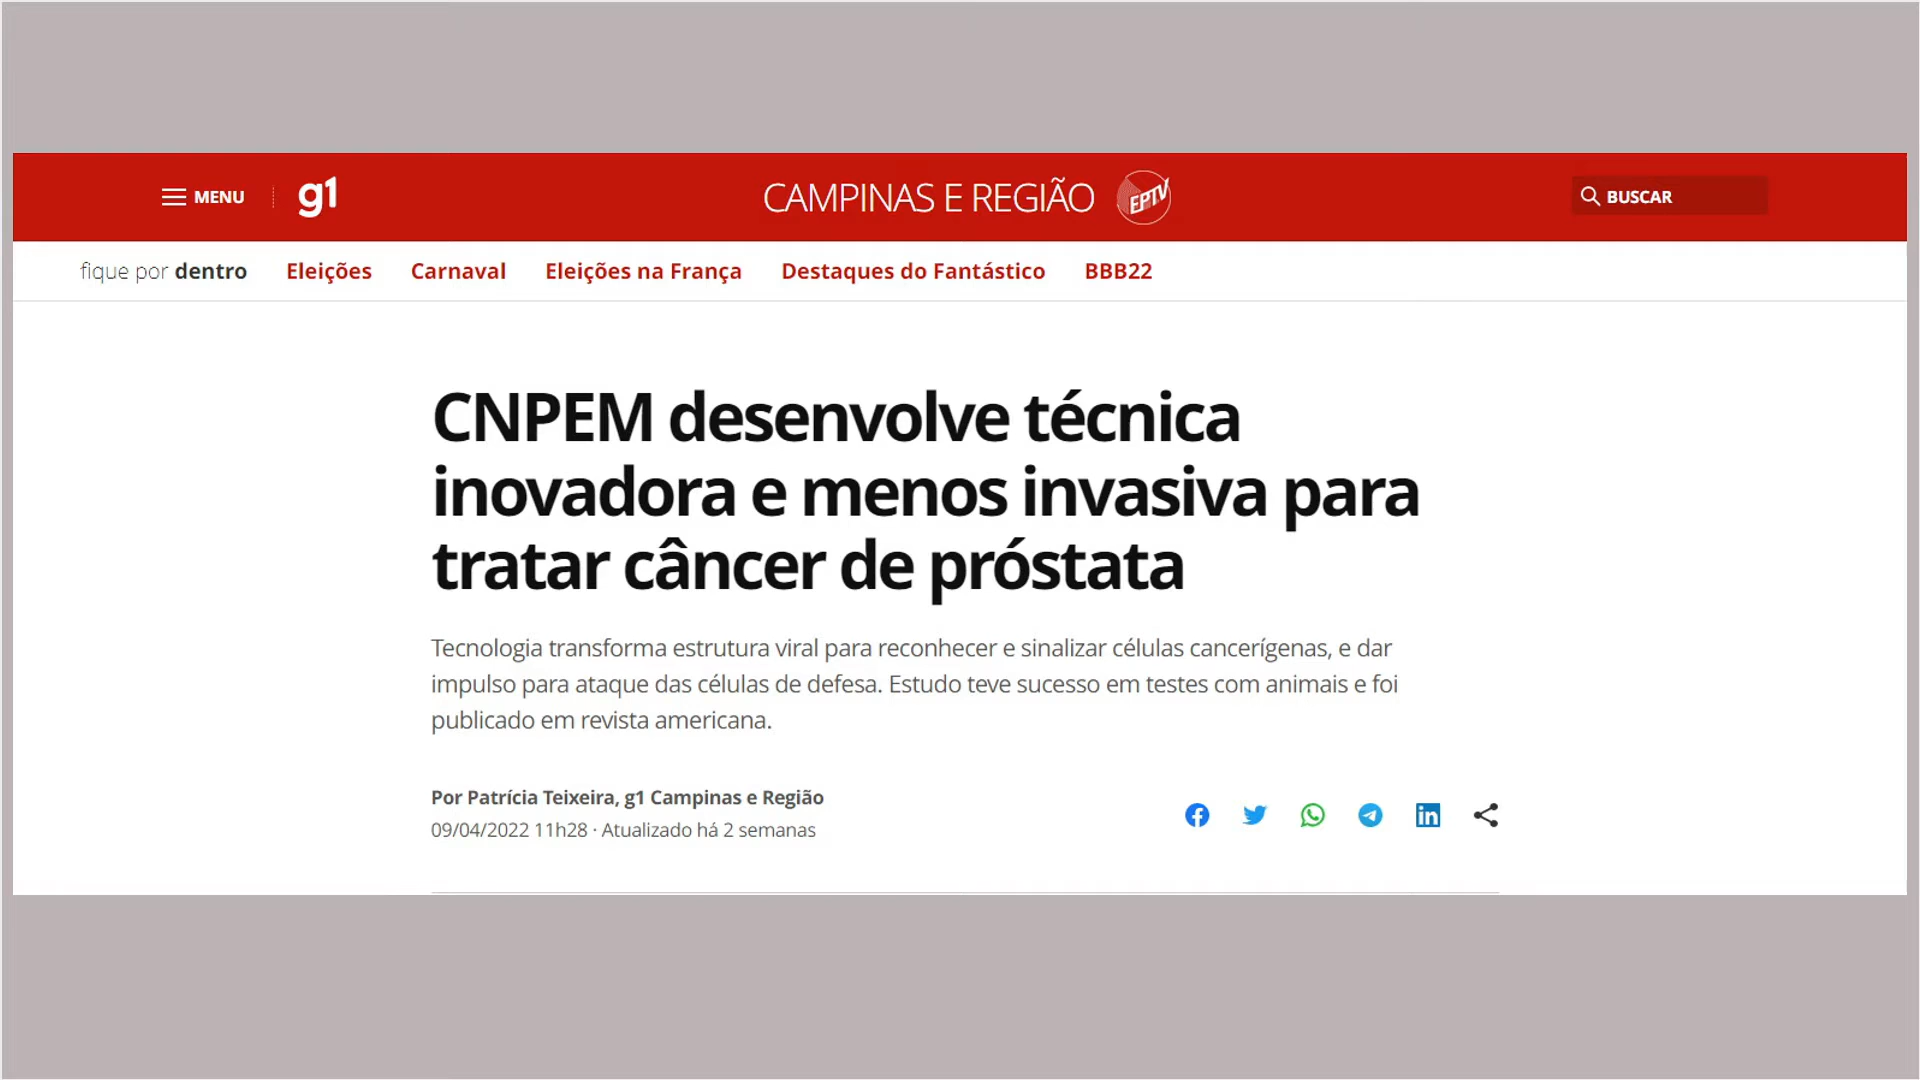 MENU
g1
CAMPINAS E REGIÃO
EPTV
BUSCAR
fique por dentro Eleições Carnaval Eleições na França Destaques do Fantástico BBB22
CNPEM desenvolve técnica
inovadora e menos invasiva para
tratar câncer de próstata
Tecnologia transforma estrutura viral para reconhecer e sinalizar células cancerígenas, e dar
impulso para ataque das células de defesa. Estudo teve sucesso em testes com animais e foi
publicado em revista americana.
Por Patrícia Teixeira, g1 Campinas e Região
09/04/2022 11h28 · Atualizado há 2 semanas